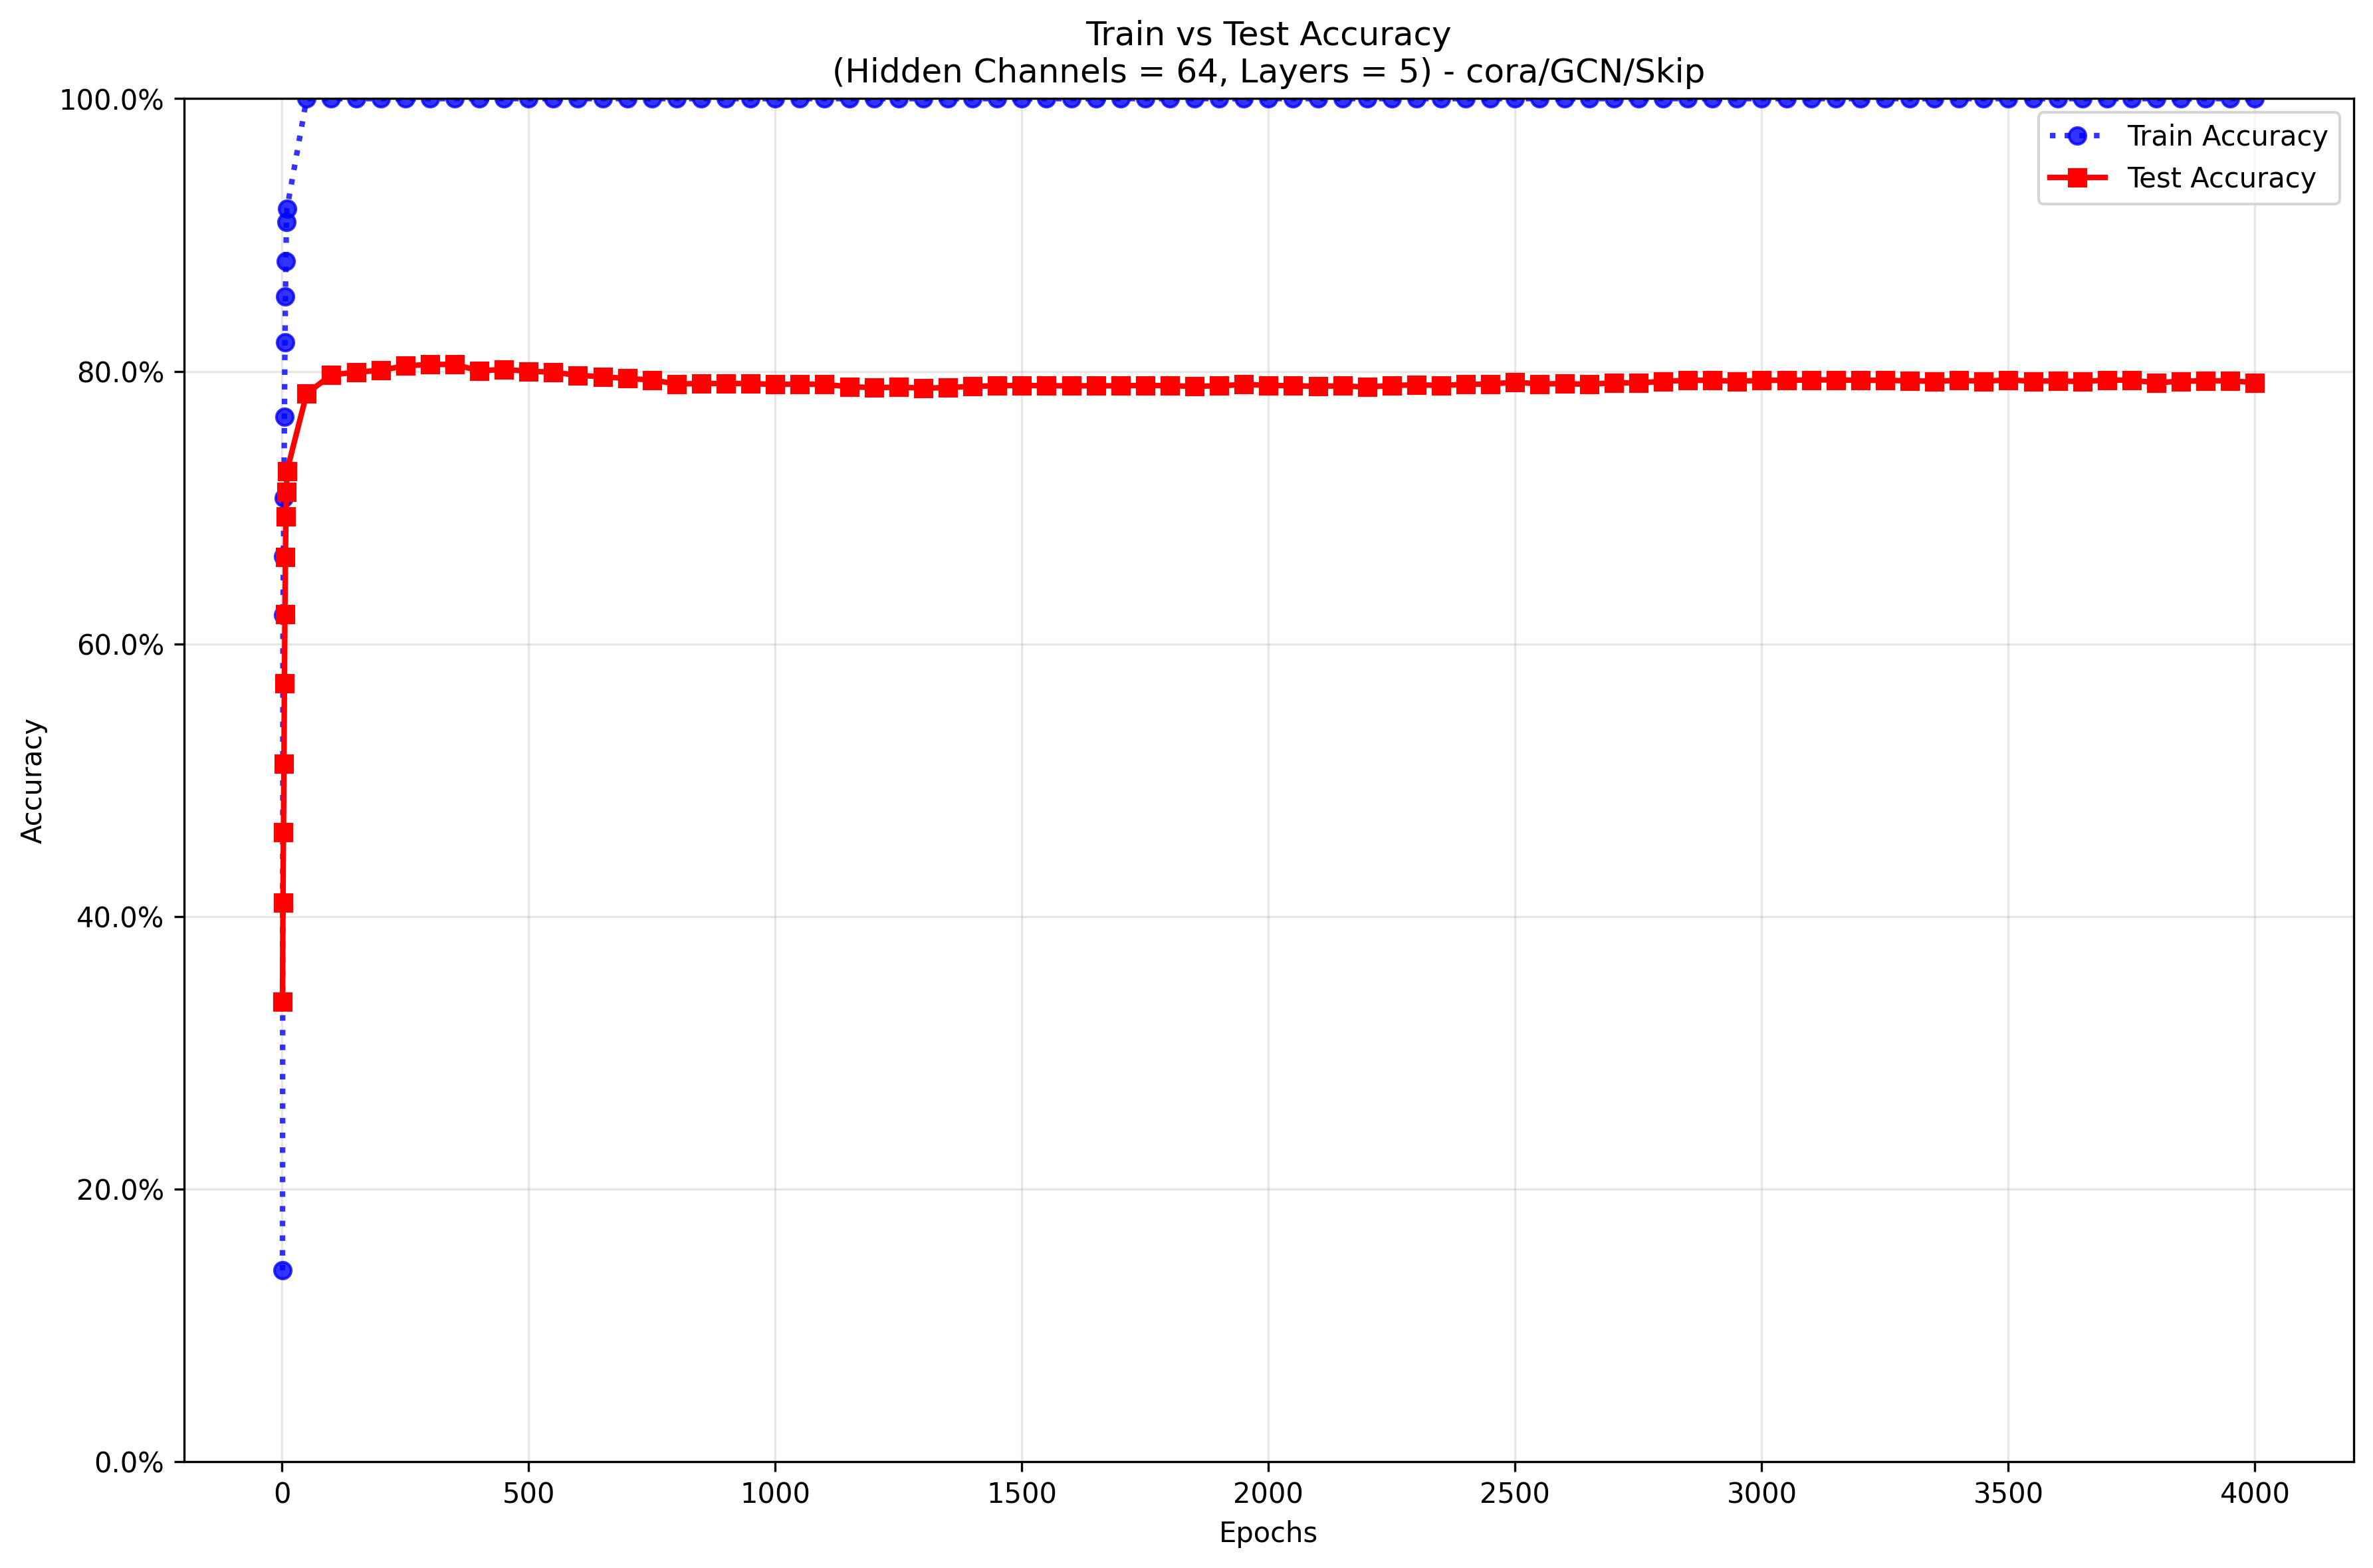 Train vs Test Accuracy
(Hidden Channels = 64, Layers = 5) - cora/GCN/Skip
100.0%
80.0%
60.0%
40.0%
20.0%
0.0%
Accuracy
Train Accuracy
Test Accuracy
0
500
1000
1500
2000
2500
3000
3500
4000
Epochs